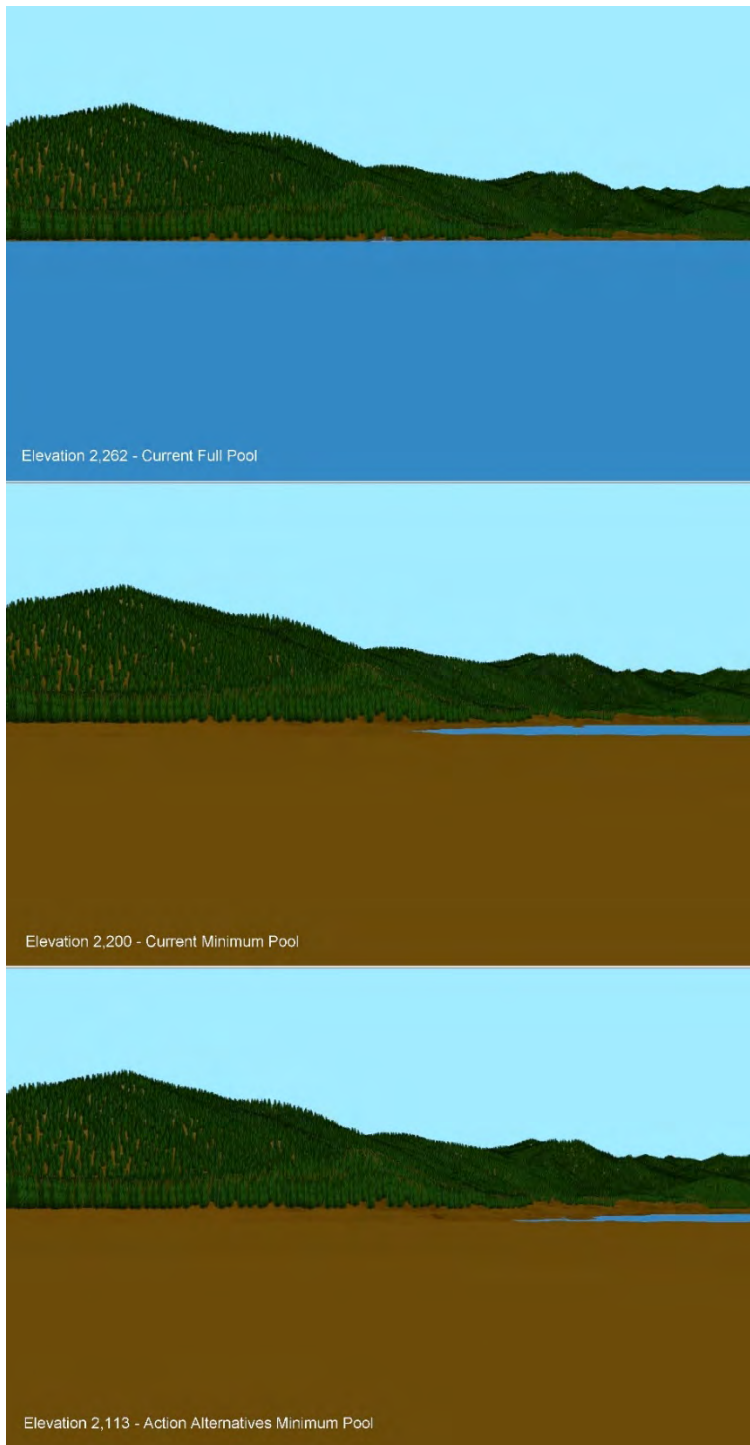 Elevation 2,262 - Current Full Pool
Elevation 2,200 - Current Minimum Pool
Elevation 2,113 - Action Alternatives Minimum Pool